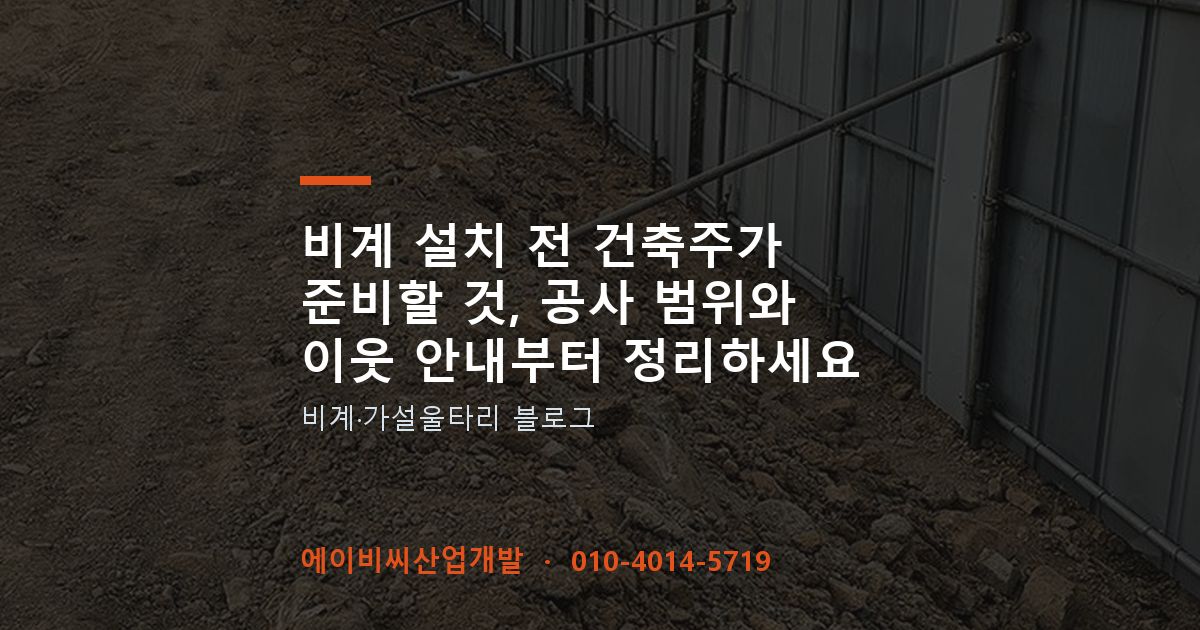 비계 설치 전 건축주가
준비할 것, 공사 범위와
이웃 안내부터 정리하세요
비계·가설울타리 블로그
에이비씨산업개발 · 010-4014-5719